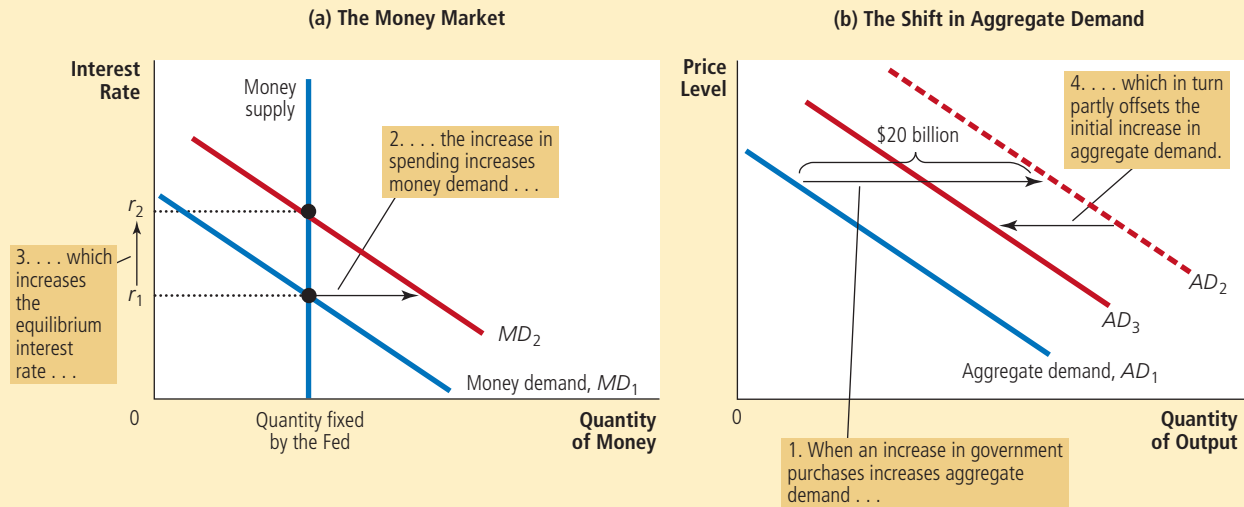 (a) The Money Market
Interest
Rate
Money
supply
2. . . . the increase in
spending increases
money demand . . .
r2
3. . . . which
increases
the
equilibrium
interest
rate . . .
r1
MD2
Money demand, MD1
0
Quantity fixed
by the Fed
Quantity
of Money
(b) The Shift in Aggregate Demand
Price
Level
4. . . . which in turn
partly offsets the
initial increase in
aggregate demand.
$20 billion
AD2
AD3
Aggregate demand, AD1
0
Quantity
of Output
1. When an increase in government
purchases increases aggregate
demand . . .